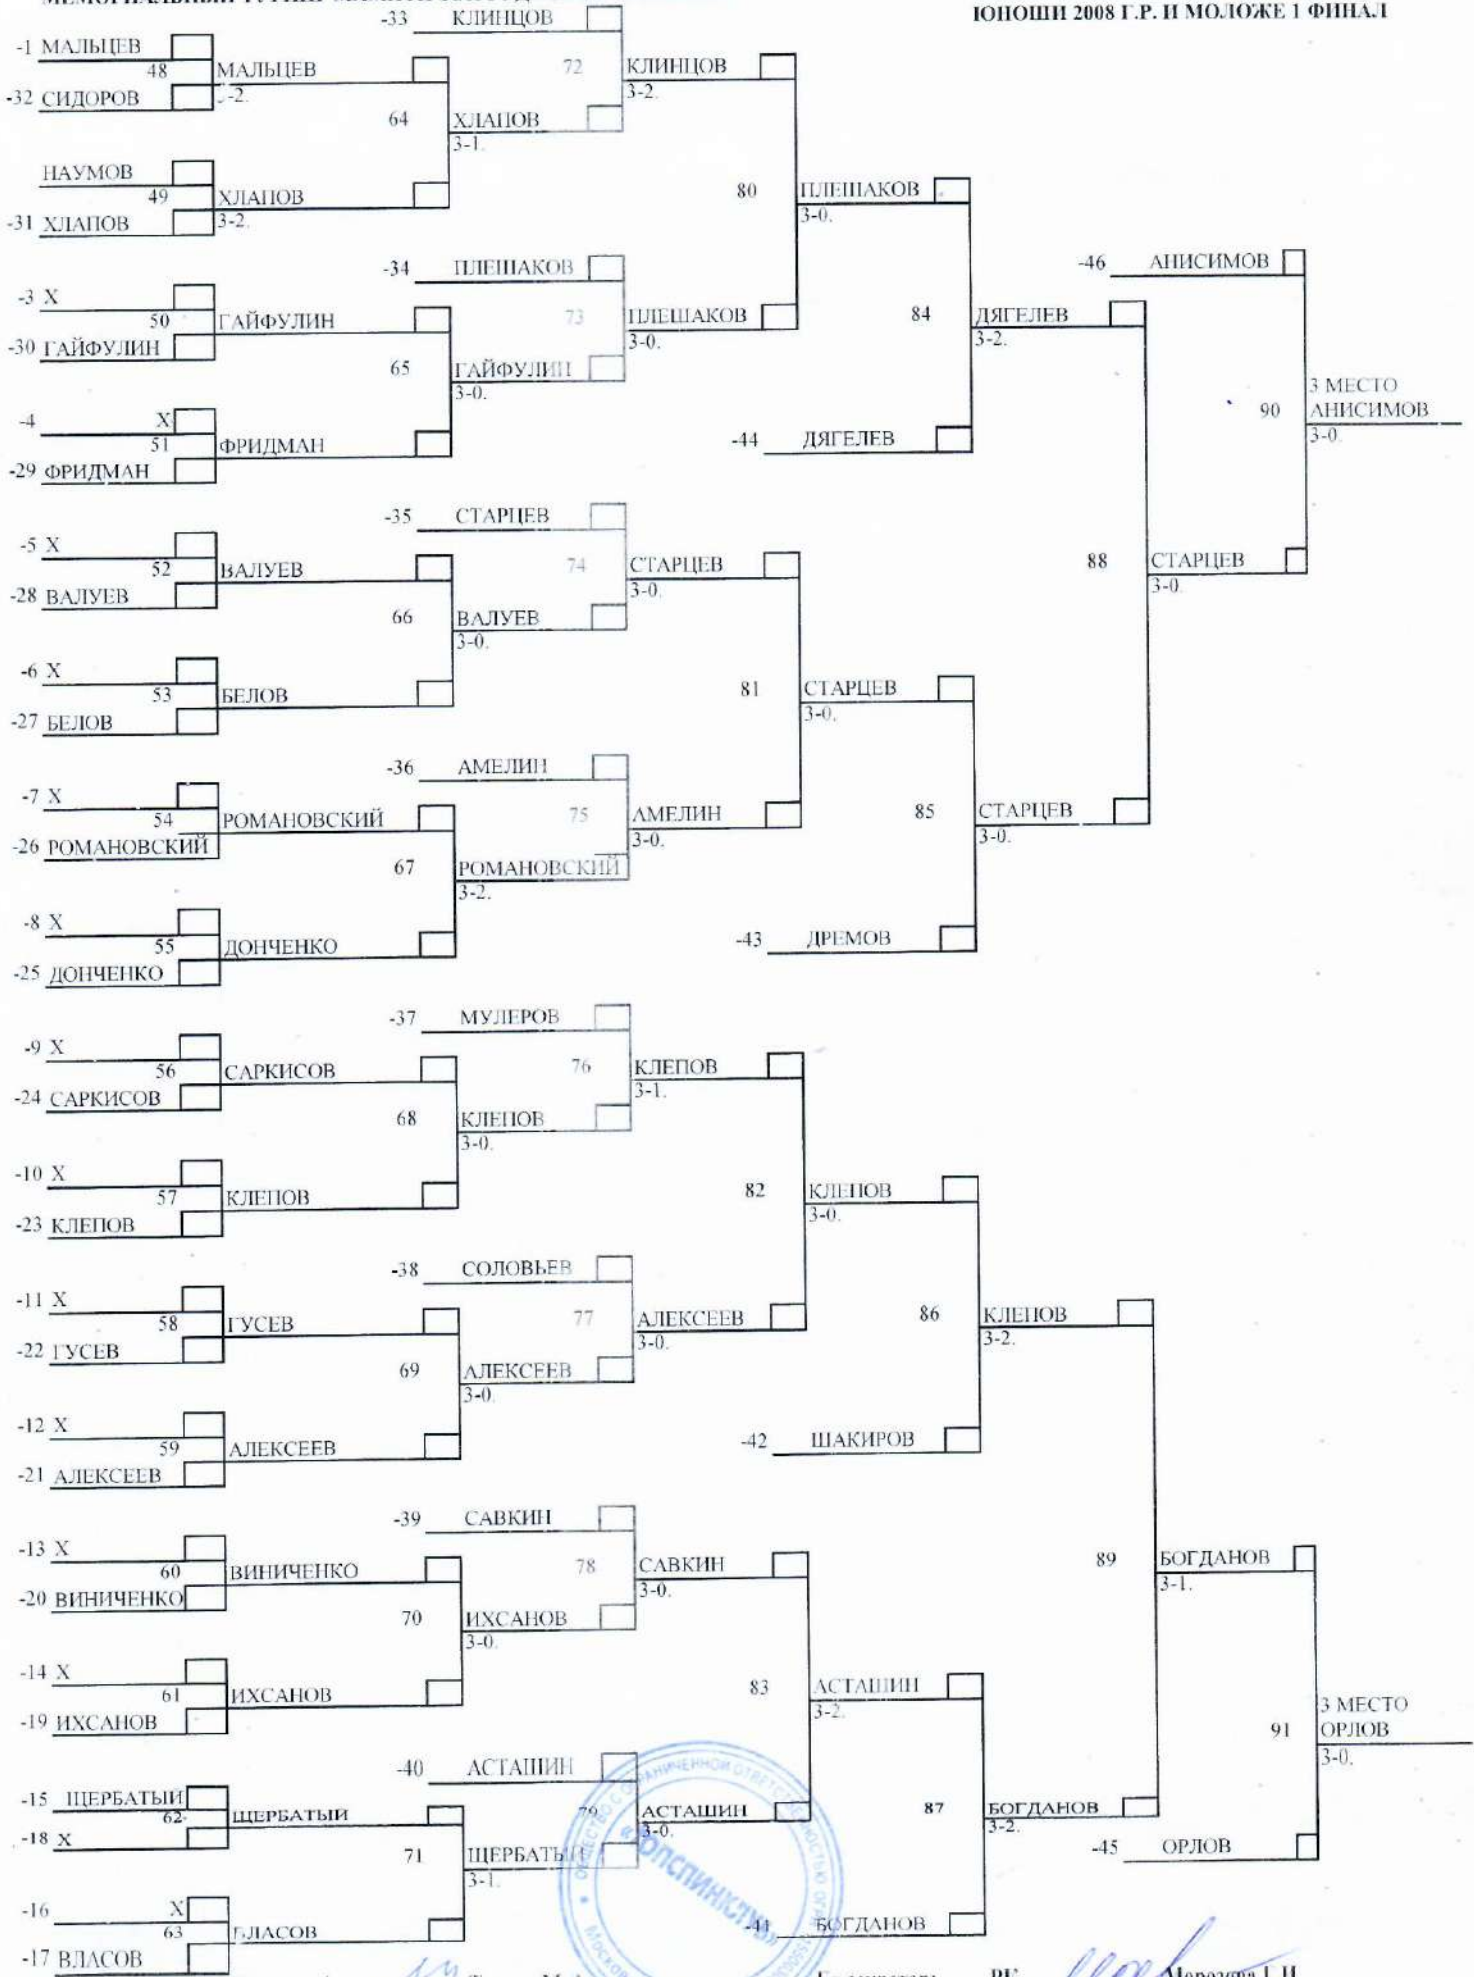 ЮНОШИ 2008 Г.Р. И МОЛОЖЕ 1 ФИНАЛ
-33 КЛИНЦОВ
-1 МАЛЬЦЕВ
48 МАЛЬЦЕВ
72 КЛИНЦОВ
3-2.
-32 СИДОРОВ
64 ХЛАПОВ
3-1.
НАУМОВ
49 ХЛАПОВ
3-2.
-31 ХЛАПОВ
80 ПЛЕШАКОВ
3-0.
-34 ПЛЕШАКОВ
-46 АНИСИМОВ
-3 Х
50 ГАЙФУЛИН
73 ПЛЕШАКОВ
3-0.
84 ДЯГЕЛЕВ
3-2.
-30 ГАЙФУЛИН
65 ГАЙФУЛИН
3-0.
3 МЕСТО
90 АНИСИМОВ
3-0.
-4 Х
51 ФРИДМАН
-44 ДЯГЕЛЕВ
-29 ФРИДМАН
-35 СТАРЦЕВ
-5 Х
52 ВАЛУЕВ
74 СТАРЦЕВ
3-0.
88 СТАРЦЕВ
3-0.
-28 ВАЛУЕВ
66 ВАЛУЕВ
3-0.
-6 Х
53 БЕЛОВ
81 СТАРЦЕВ
3-0.
-27 БЕЛОВ
-36 АМЕЛИН
-7 Х
54 РОМАНОВСКИЙ
75 АМЕЛИН
3-0.
85 СТАРЦЕВ
3-0.
-26 РОМАНОВСКИЙ
67 РОМАНОВСКИЙ
3-2.
-8 Х
55 ДОНЧЕНКО
-43 ДРЕМОВ
-25 ДОНЧЕНКО
-37 МУЛЕРОВ
-9 Х
56 САРКИСОВ
76 КЛЕПОВ
3-1.
-24 САРКИСОВ
68 КЛЕПОВ
3-0.
-10 Х
57 КЛЕПОВ
82 КЛЕПОВ
3-0.
-23 КЛЕПОВ
-38 СОЛОВЬЕВ
-11 Х
58 ГУСЕВ
77 АЛЕКСЕЕВ
3-0.
86 КЛЕПОВ
3-2.
-22 ГУСЕВ
69 АЛЕКСЕЕВ
3-0.
-12 Х
59 АЛЕКСЕЕВ
-42 ШАКИРОВ
-21 АЛЕКСЕЕВ
-39 САВКИН
-13 Х
60 ВИНИЧЕНКО
78 САВКИН
3-0.
89 БОГДАНОВ
3-1.
-20 ВИНИЧЕНКО
70 ИХСАНОВ
3-0.
-14 Х
61 ИХСАНОВ
83 АСТАШИН
3-2.
-19 ИХСАНОВ
3 МЕСТО
91 ОРЛОВ
3-0.
-40 АСТАШИН
-15 ЩЕРБАТЫЙ
62 ЩЕРБАТЫЙ
79 АСТАШИН
3-0.
87 БОГДАНОВ
3-2.
-18 Х
71 ЩЕРБАТЫЙ
3-1.
-45 ОРЛОВ
-16 Х
63 ВЛАСОВ
-41 БОГДАНОВ
-17 ВЛАСОВ